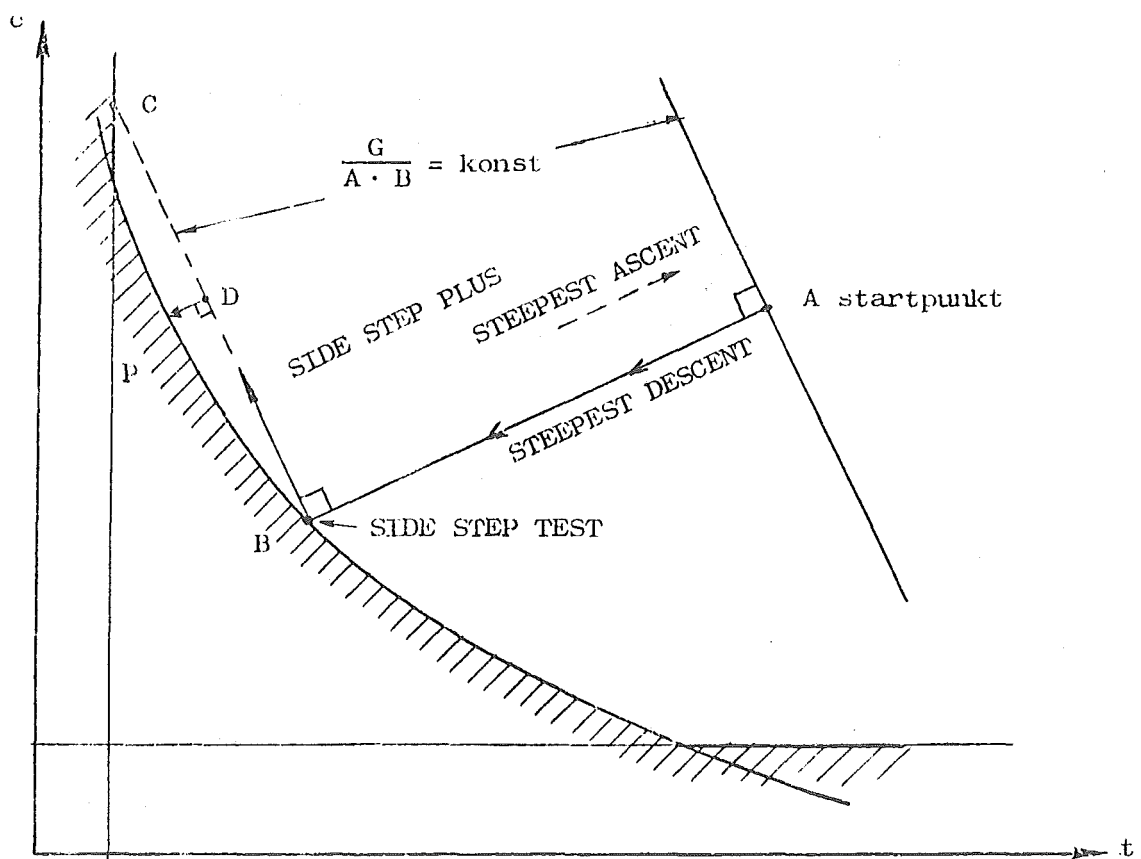 c
C
G
A · B = konst
SIDE STEP PLUS
STEEPEST ASCENT
D
A startpunkt
P
STEEPEST DESCENT
B
SIDE STEP TEST
t